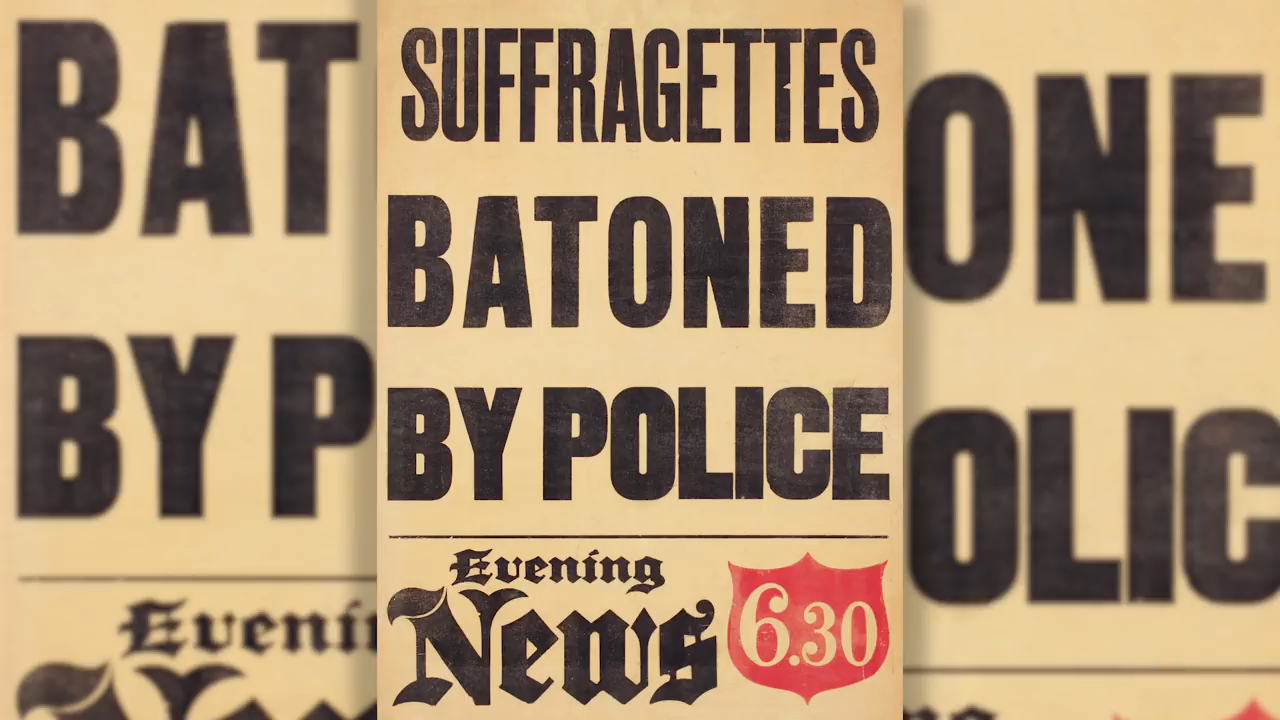 SUFFRAGETTES
BATONED
BY POLICE
Evening
News 6.30